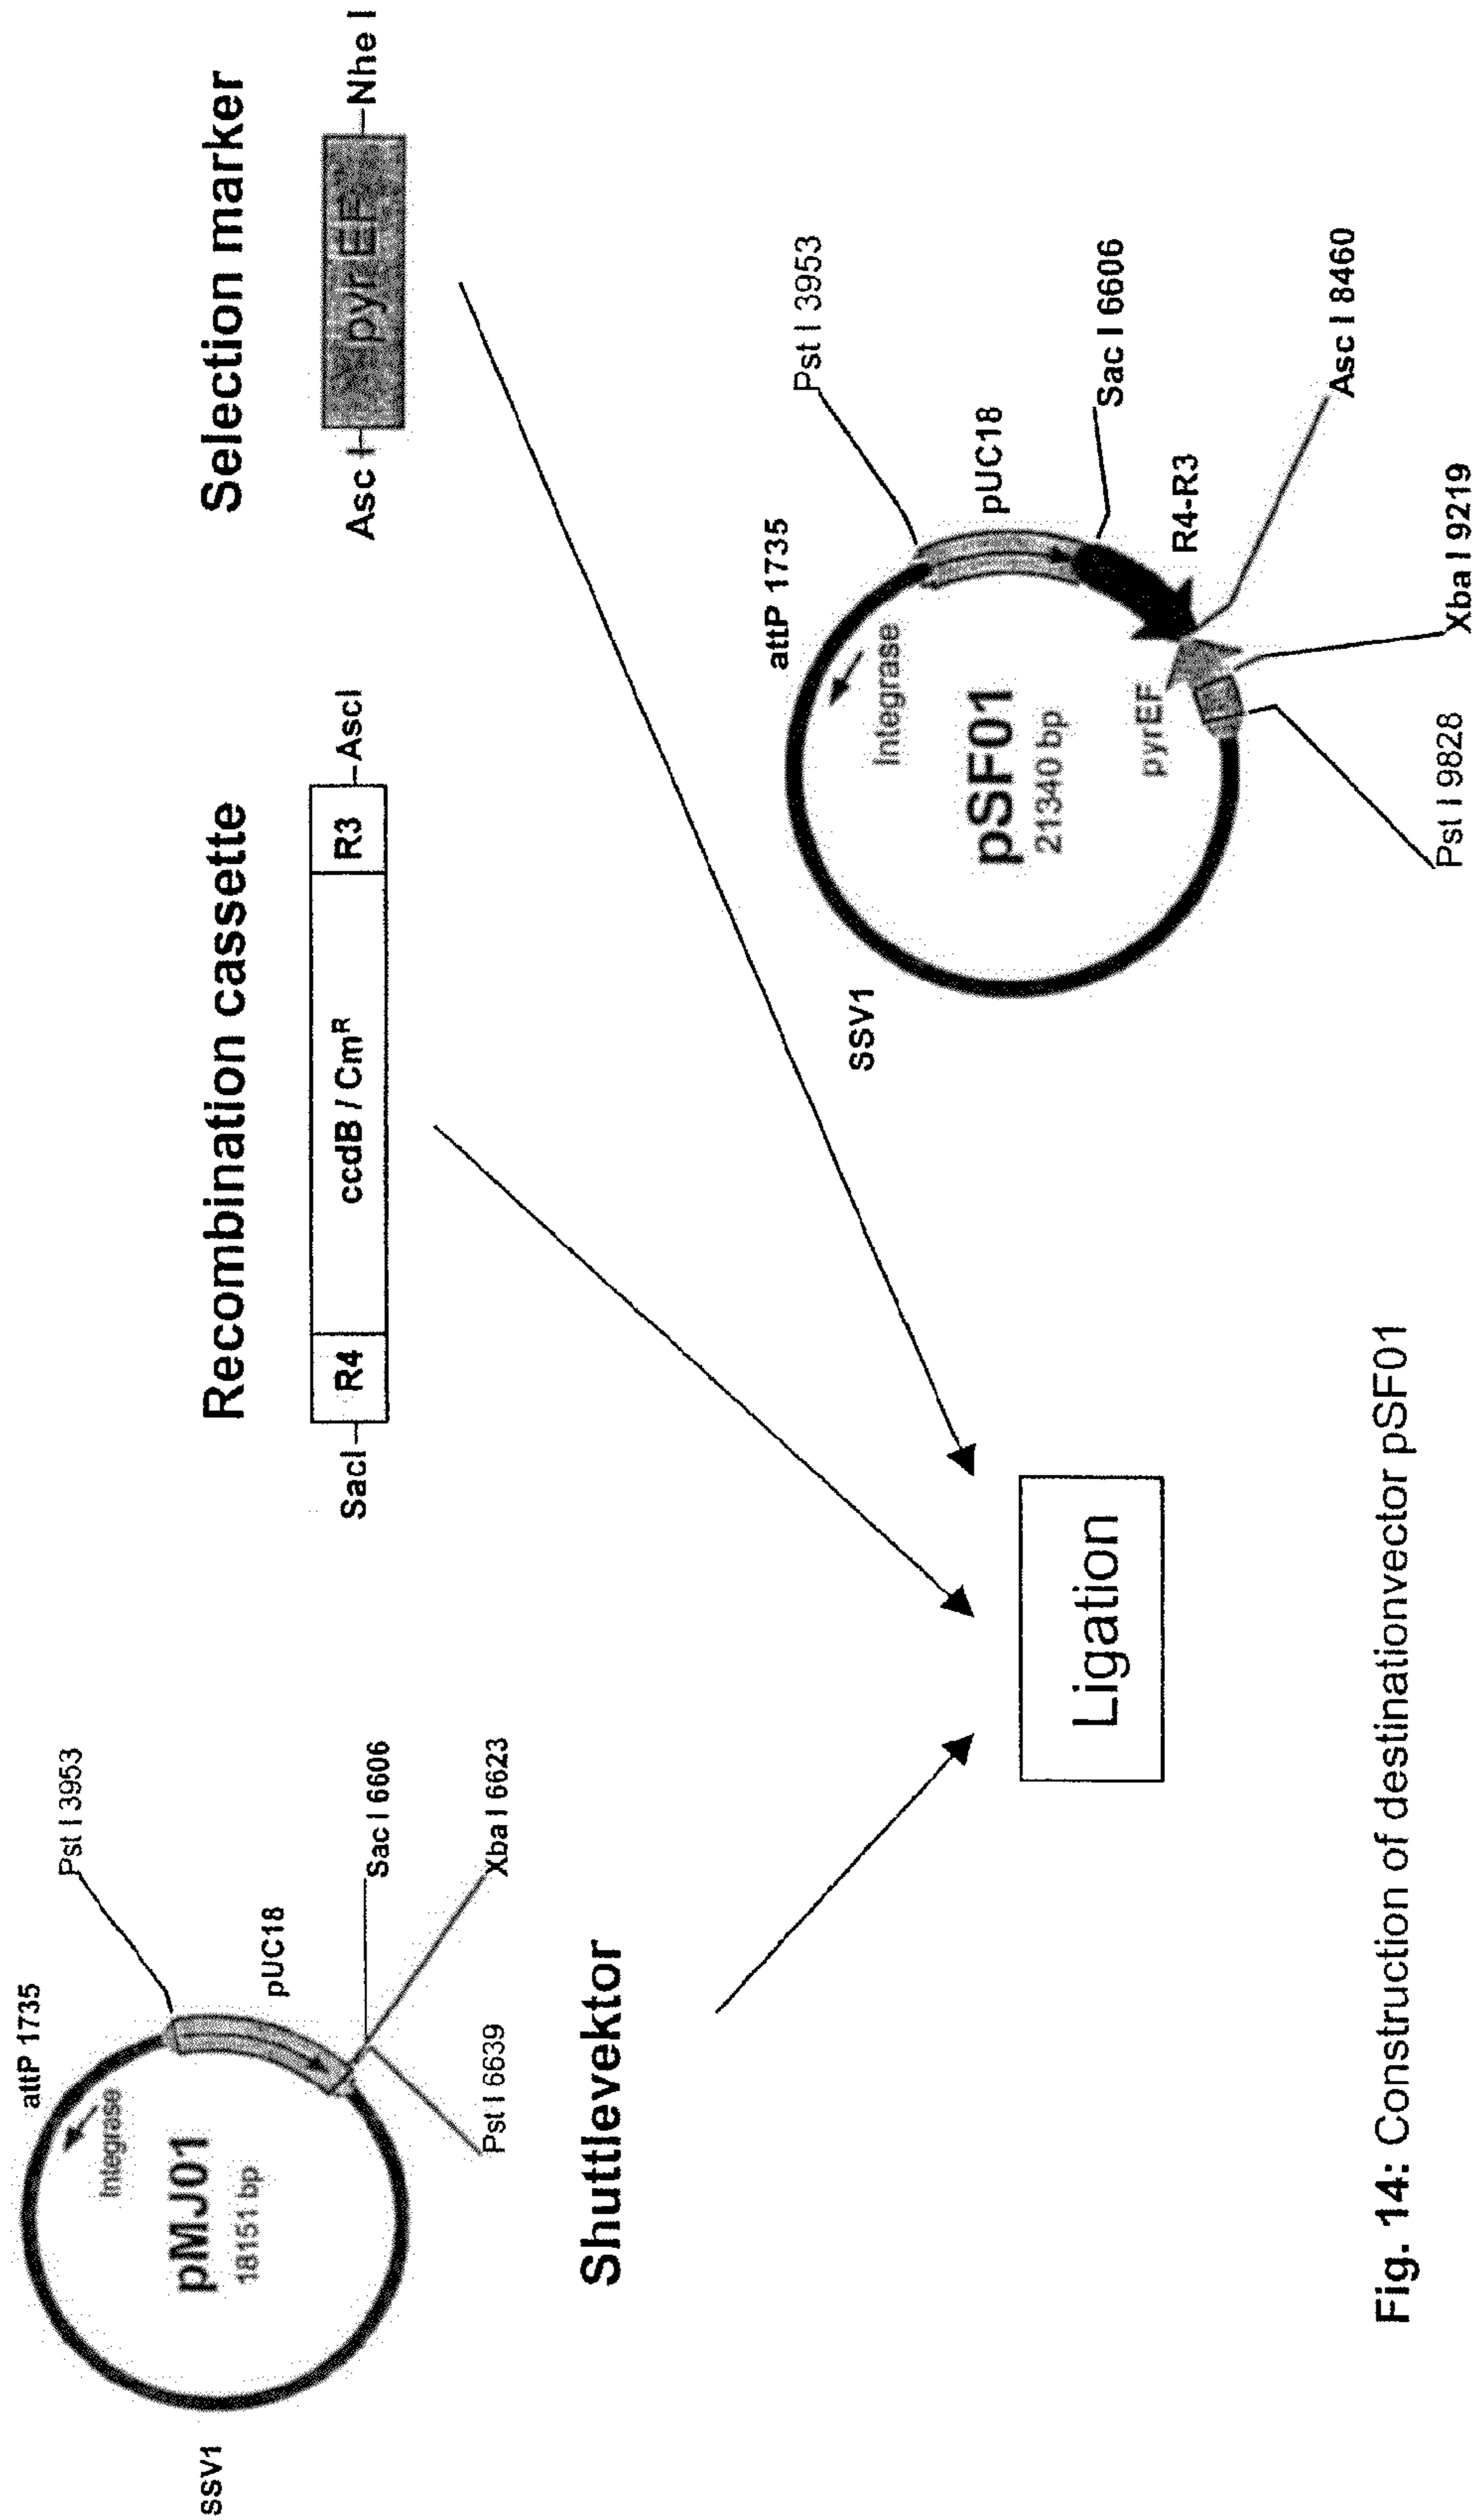 Recombination cassette
Selection marker
SacI
R4
ccdB / Cm^R
R3
AscI
Asc I
pyrEF
Nhe I
attP 1735
Pst I 3953
Integrase
pMJ01
18151 bp
pUC18
SSV1
Sac I 6606
Xba I 6623
Pst I 6639
Shuttlevektor
Ligation
attP 1735
Pst I 3953
Integrase
pUC18
SSV1
pSF01
21340 bp
Sac I 6606
R4-R3
pyrEF
Asc I 8460
Xba I 9219
Pst I 9828
Fig. 14: Construction of destinationvector pSF01